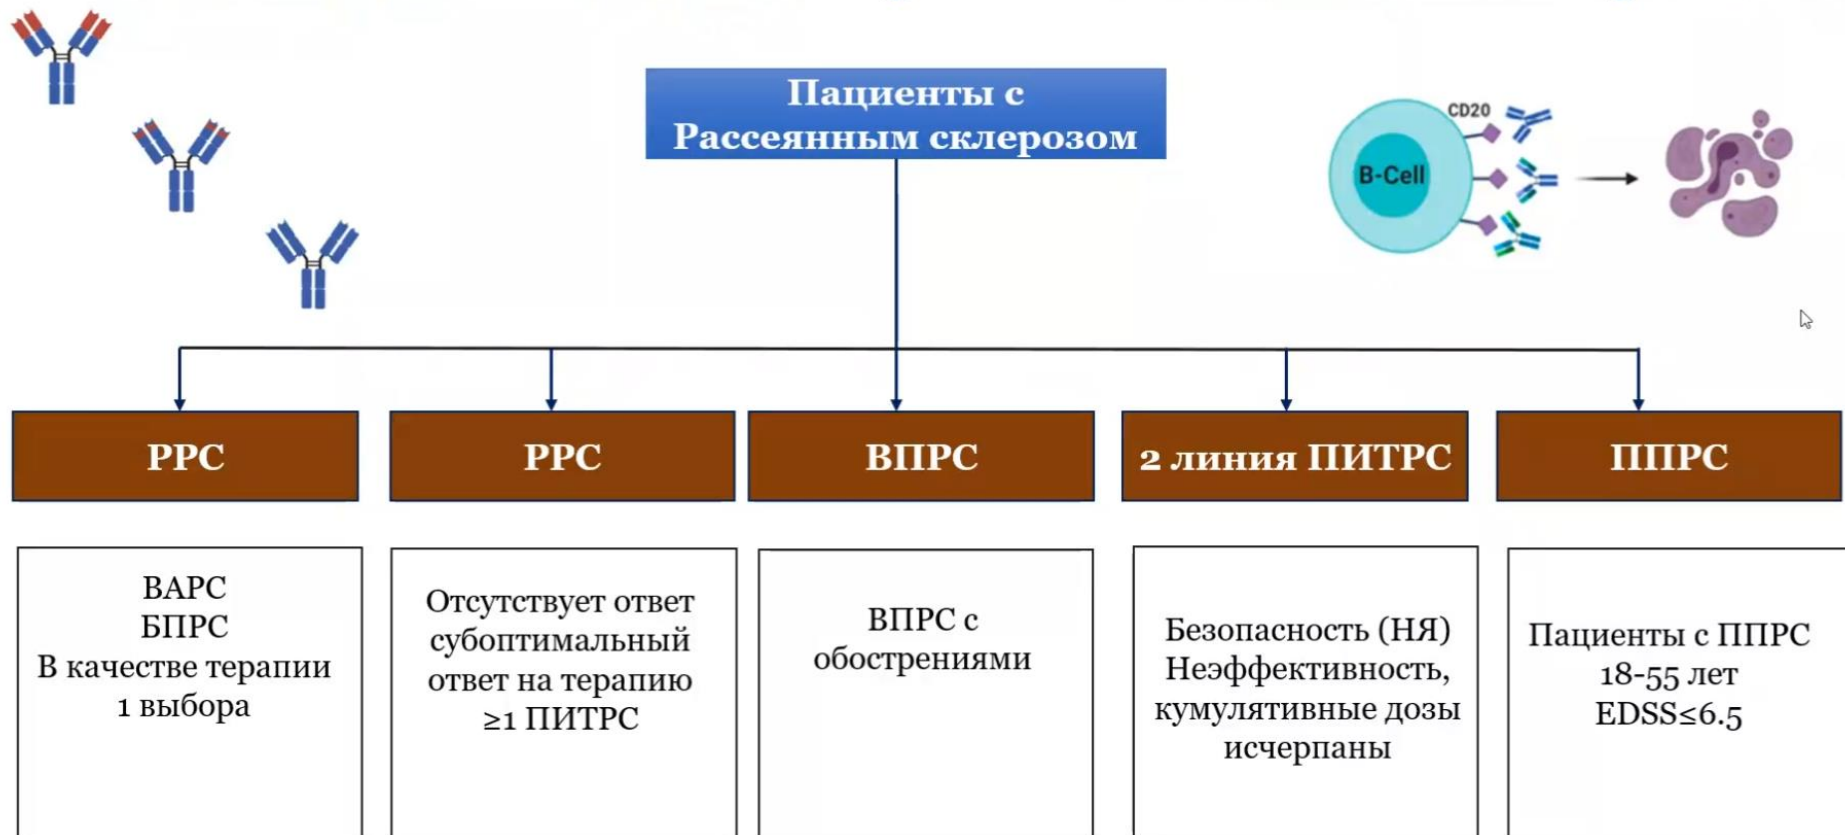 Пациенты с
Рассеянным склерозом
CD20
B-Cell
РРС
РРС
ВПРС
2 линия ПИТРС
ППРС
ВАРС
БПРС
В качестве терапии
1 выбора
Отсутствует ответ
субоптимальный
ответ на терапию
≥1 ПИТРС
ВПРС с
обострениями
Безопасность (НЯ)
Неэффективность,
кумулятивные дозы
исчерпаны
Пациенты с ППРС
18-55 лет
EDSS≤6.5